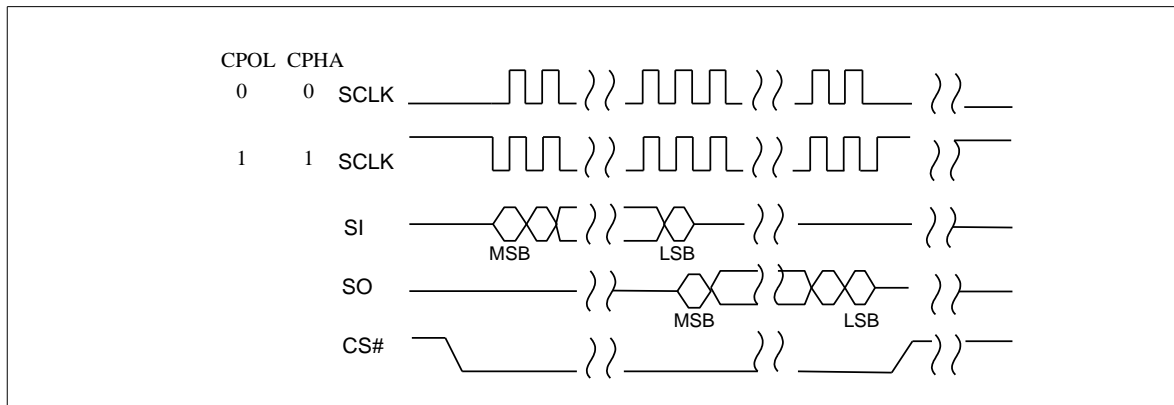 CPOL CPHA
0 0 SCLK
1 1 SCLK
SI
MSB LSB
SO
MSB LSB
CS#